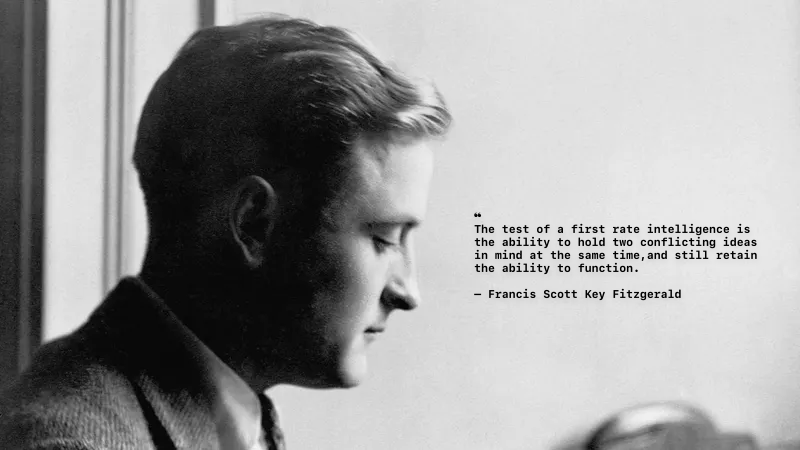 ❝
The test of a first rate intelligence is
the ability to hold two conflicting ideas
in mind at the same time,and still retain
the ability to function.
— Francis Scott Key Fitzgerald